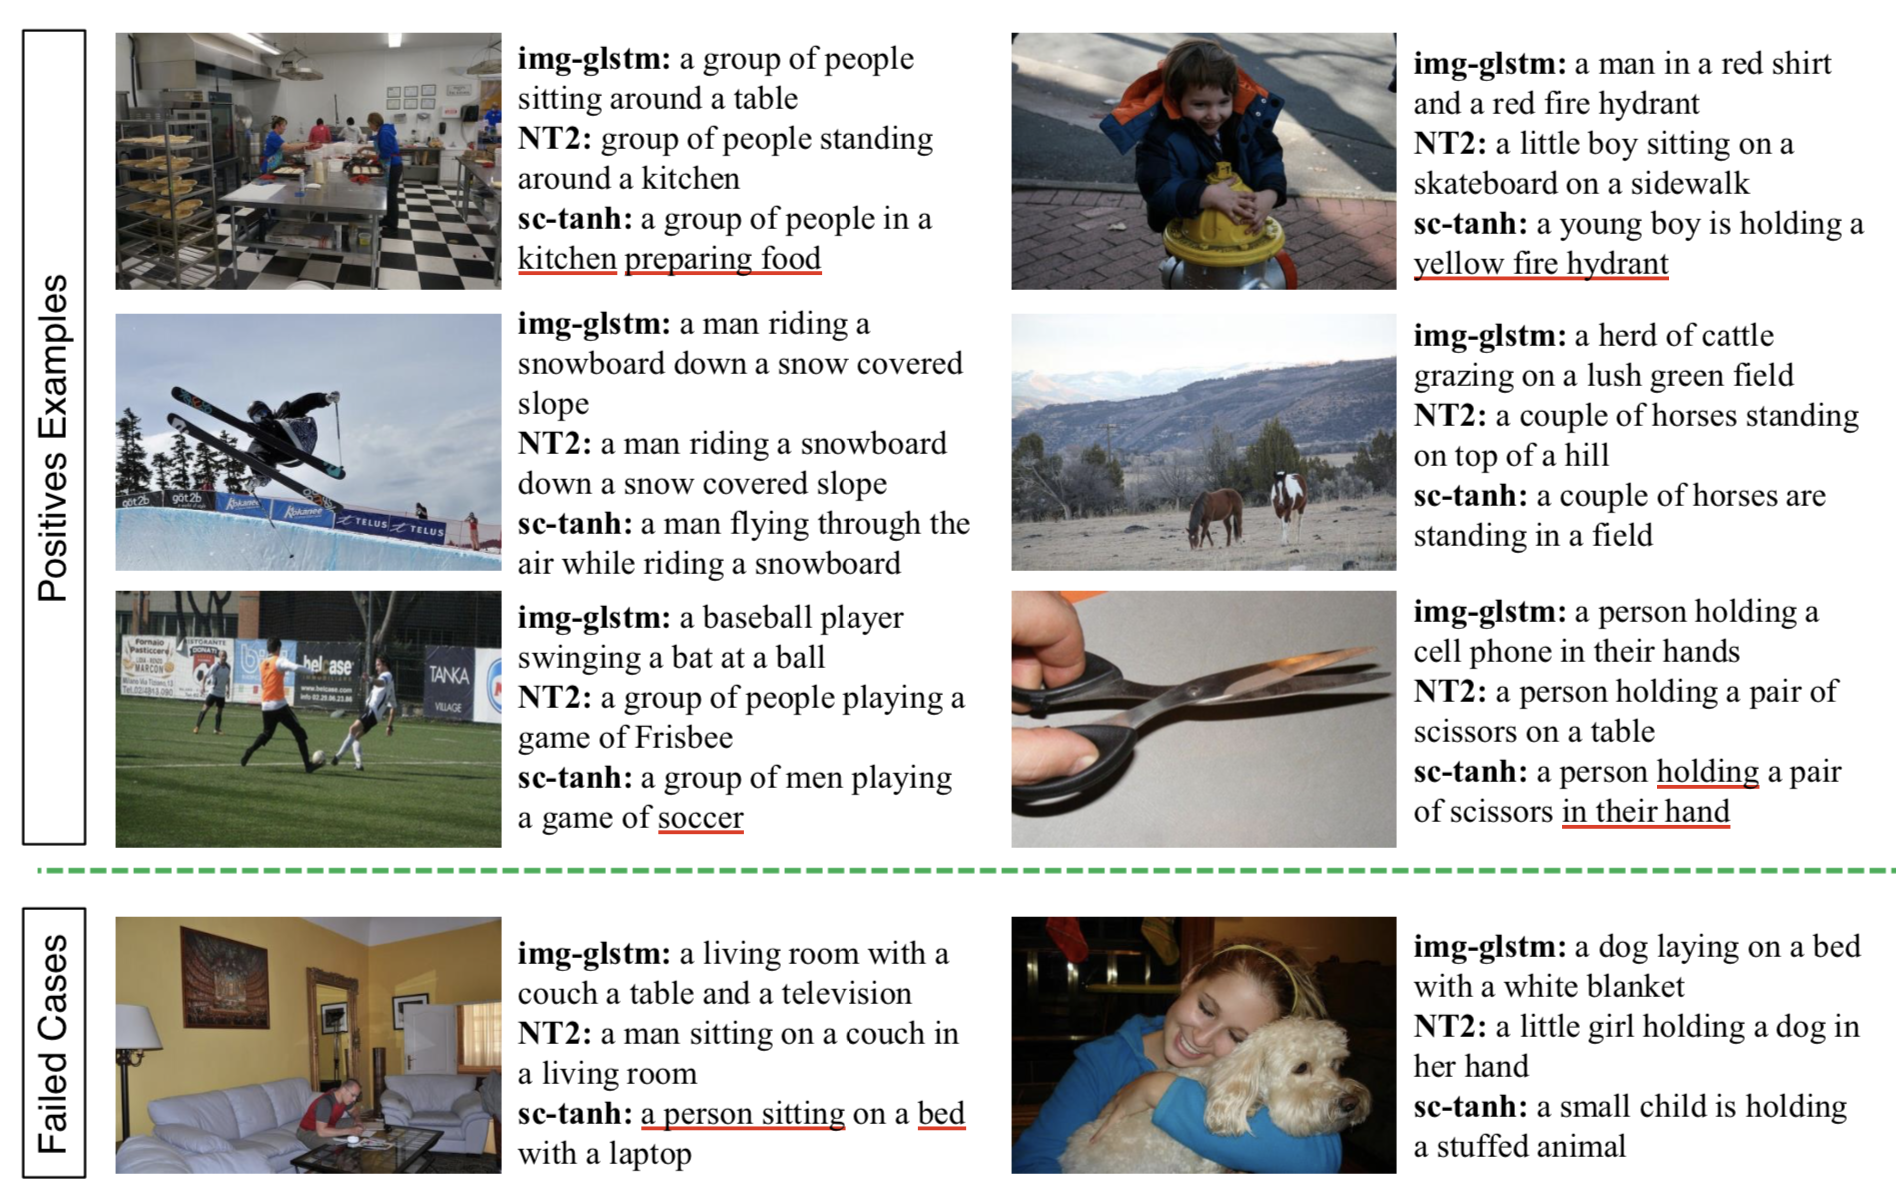 Positives Examples
img-glstm: a group of people
sitting around a table
NT2: group of people standing
around a kitchen
sc-tanh: a group of people in a
kitchen preparing food
img-glstm: a man in a red shirt
and a red fire hydrant
NT2: a little boy sitting on a
skateboard on a sidewalk
sc-tanh: a young boy is holding a
yellow fire hydrant
göt2b
göt2b
Kokanee
Kokanee
TELUS
TELUS
img-glstm: a man riding a
snowboard down a snow covered
slope
NT2: a man riding a snowboard
down a snow covered slope
sc-tanh: a man flying through the
air while riding a snowboard
img-glstm: a herd of cattle
grazing on a lush green field
NT2: a couple of horses standing
on top of a hill
sc-tanh: a couple of horses are
standing in a field
Fornaio
Pasticcere
MARCON
DONATI
belcase
www.belcase.com
TANKA
VILLAGE
img-glstm: a baseball player
swinging a bat at a ball
NT2: a group of people playing a
game of Frisbee
sc-tanh: a group of men playing
a game of soccer
img-glstm: a person holding a
cell phone in their hands
NT2: a person holding a pair of
scissors on a table
sc-tanh: a person holding a pair
of scissors in their hand
Failed Cases
img-glstm: a living room with a
couch a table and a television
NT2: a man sitting on a couch in
a living room
sc-tanh: a person sitting on a bed
with a laptop
img-glstm: a dog laying on a bed
with a white blanket
NT2: a little girl holding a dog in
her hand
sc-tanh: a small child is holding
a stuffed animal